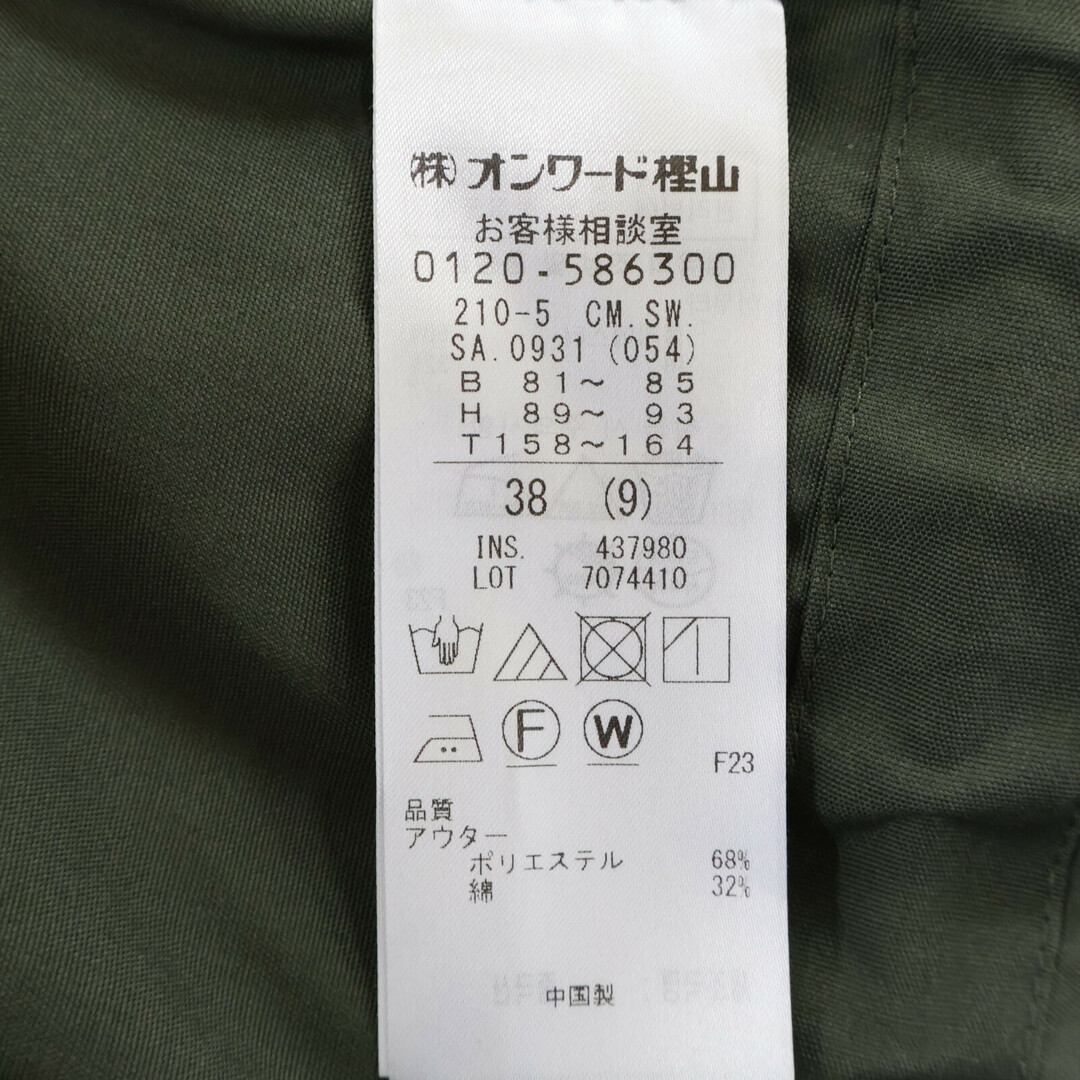 ㈱オンワード樫山
お客様相談室
0120-586300
210-5 CM.SW.
SA.0931 (054)
B 81～ 85
H 89～ 93
T158～164
38 (9)
INS. 437980
LOT 7074410
F W
F23
品質
アウター
ポリエステル 68%
綿 32%
中国製